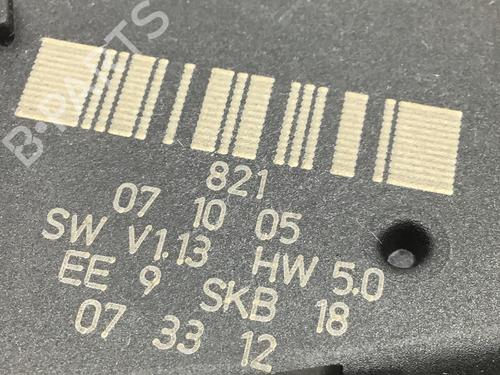 B-PARTS
821
07 10 05
SW V1.13 HW 5.0
EE 9 SKB 18
07 33 12